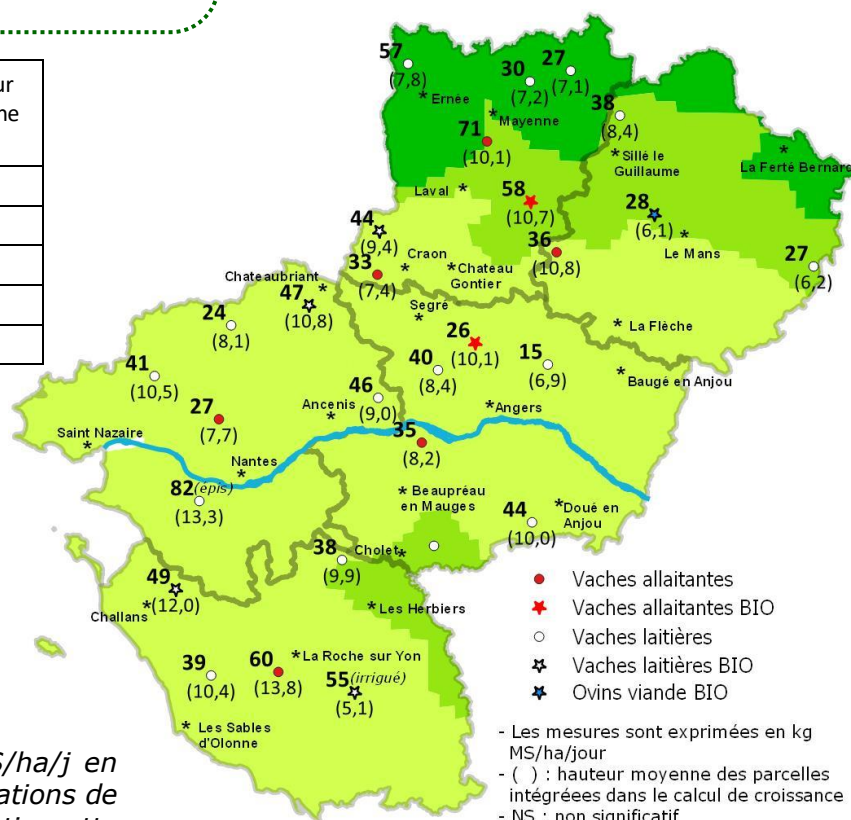 ur
ne
57
(7,8)
Ernée
30
(7,2)
27
(7,1)
38
(8,4)
Mayenne
71
(10,1)
Sillé le
Guillaume
La Ferté Bernard
Laval
58
(10,7)
28
(6,1)
Le Mans
44
(9,4)
36
(10,8)
27
(6,2)
33
(7,4)
Craon
Chateau
Gontier
Chateaubriant
47
(10,8)
Segré
La Flèche
24
(8,1)
26
(10,1)
41
(10,5)
40
(8,4)
15
(6,9)
Baugé en Anjou
27
(7,7)
46
(9,0)
Ancenis
Angers
Saint Nazaire
35
(8,2)
Nantes
82 (épis)
(13,3)
Beaupréau
en Mauges
44
(10,0)
Doué en
Anjou
38
(9,9)
Cholet
49
(12,0)
Challans
Les Herbiers
39
(10,4)
60
(13,8)
La Roche sur Yon
55 (irrigué)
(5,1)
Les Sables
d'Olonne
Vaches allaitantes
Vaches allaitantes BIO
Vaches laitières
Vaches laitières BIO
Ovins viande BIO
- Les mesures sont exprimées en kg
MS/ha/jour
- ( ) : hauteur moyenne des parcelles
intégréees dans le calcul de croissance
- NS : non significatif
S/ha/j en
ations de